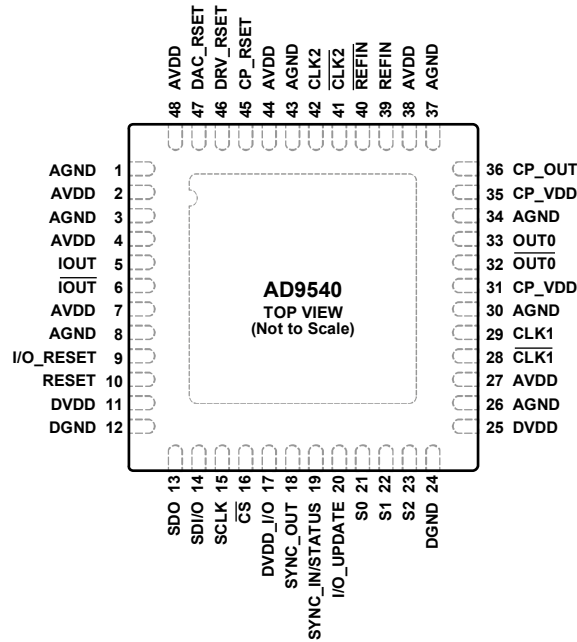 48 AVDD
47 DAC_RSET
46 DRV_RSET
45 CP_RSET
44 AVDD
43 AGND
42 CLK2
41 CLK2
40 REFIN
39 REFIN
38 AVDD
37 AGND
AGND 1
AVDD 2
AGND 3
AVDD 4
IOUT 5
IOUT 6
AVDD 7
AGND 8
I/O_RESET 9
RESET 10
DVDD 11
DGND 12
AD9540
TOP VIEW
(Not to Scale)
36 CP_OUT
35 CP_VDD
34 AGND
33 OUT0
32 OUT0
31 CP_VDD
30 AGND
29 CLK1
28 CLK1
27 AVDD
26 AGND
25 DVDD
SDO 13
SDI/O 14
SCLK 15
CS 16
DVDD_I/O 17
SYNC_OUT 18
SYNC_IN/STATUS 19
I/O_UPDATE 20
S0 21
S1 22
S2 23
DGND 24